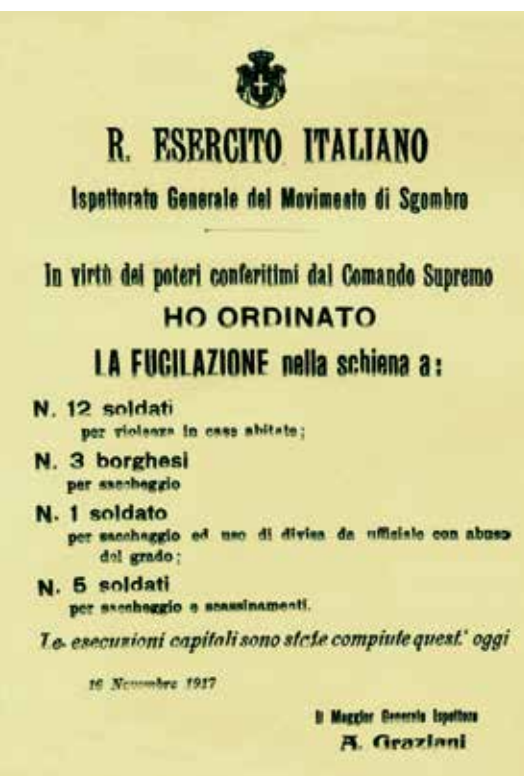 R. ESERCITO ITALIANO
Ispettorato Generale del Movimento di Sgombro
In virtù dei poteri conferitimi dal Comando Supremo
HO ORDINATO
LA FUCILAZIONE nella schiena a:
N. 12 soldati
per violenza in case abitate;
N. 3 borghesi
per saccheggio
N. 1 soldato
per saccheggio ed uso di divisa da ufficiale con abuso
del grado;
N. 5 soldati
per saccheggio e scassinamenti.
Le esecuzioni capitali sono state compiute quest' oggi
16 Novembre 1917
Il Maggior Generale Ispettore
A. Graziani